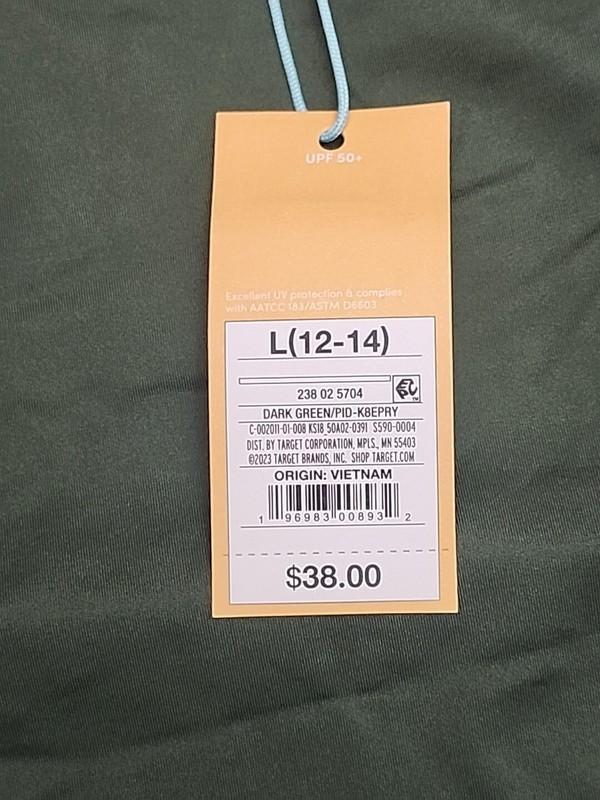 UPF 50+
Excellent UV protection & complies
with AATCC 183/ASTM D6603
L(12-14)
238 02 5704
DARK GREEN/PID-K8EPRY
C-002011-01-008 KS18 50A02-0391 S590-0004
DIST. BY TARGET CORPORATION, MPLS., MN 55403
©2023 TARGET BRANDS, INC. SHOP TARGET.COM
ORIGIN: VIETNAM
1 96983 00893 2
$38.00